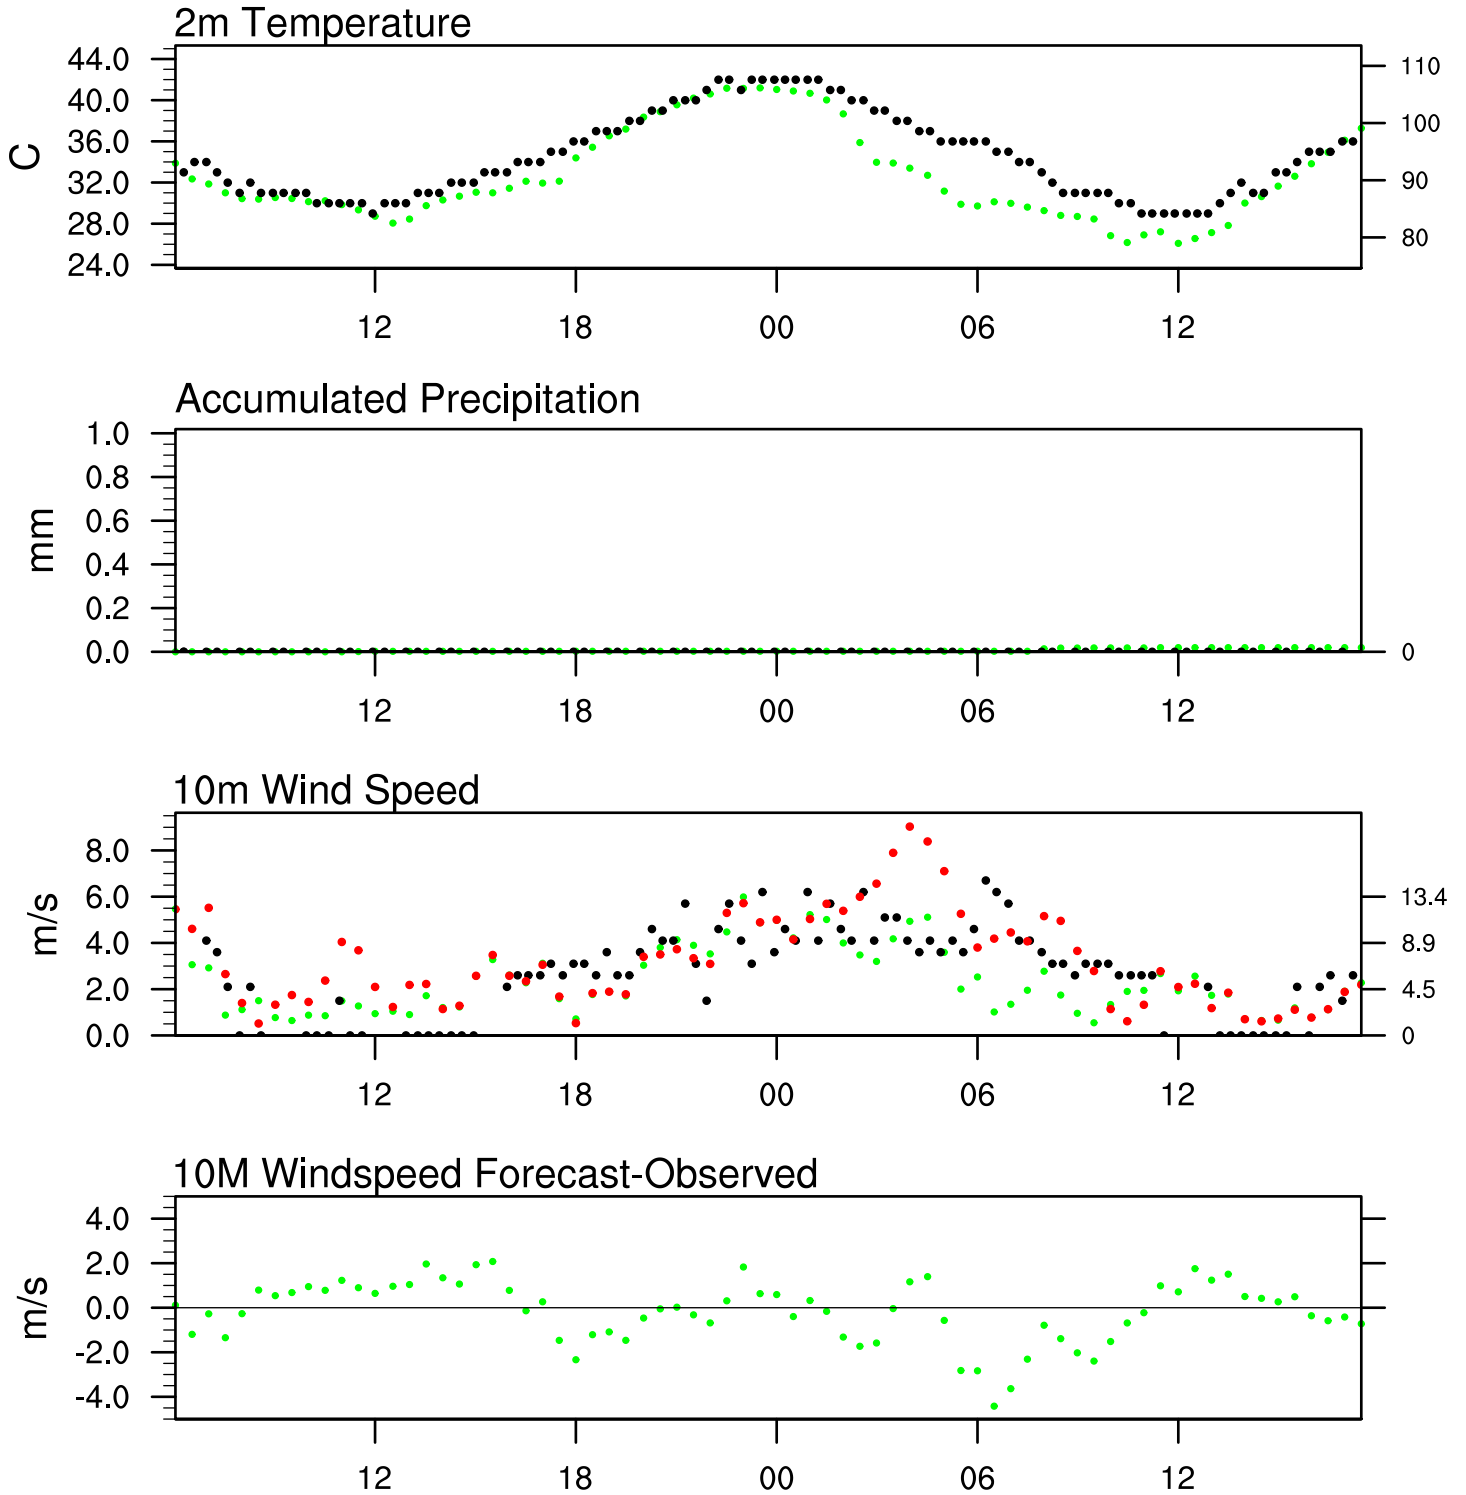 2m Temperature
44.0
40.0
36.0
32.0
28.0
24.0
C
110
100
90
80
12 18 00 06 12
Accumulated Precipitation
1.0
0.8
0.6
0.4
0.2
0.0
mm
0
12 18 00 06 12
10m Wind Speed
8.0
6.0
4.0
2.0
0.0
m/s
13.4
8.9
4.5
0
12 18 00 06 12
10M Windspeed Forecast-Observed
4.0
2.0
0.0
-2.0
-4.0
m/s
12 18 00 06 12